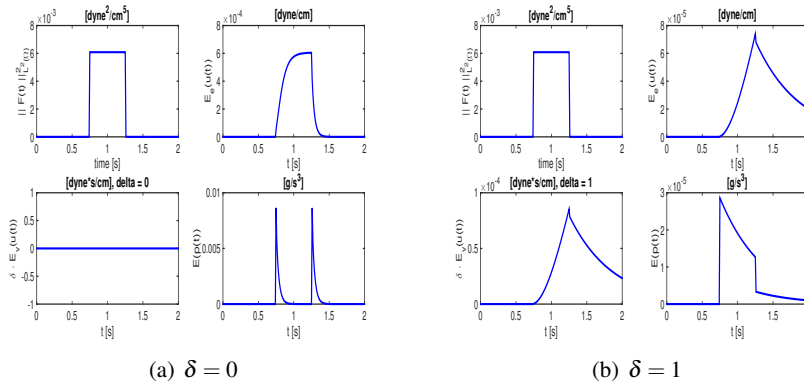 [dyne²/cm⁵]
× 10⁻³
8
6
4
2
0
|| F(t) ||²_L²(Ω)
0 0.5 1 1.5 2
time [s]
[dyne/cm]
× 10⁻⁴
8
6
4
2
0
E_e(u(t))
0 0.5 1 1.5 2
t [s]
[dyne*s/cm], delta = 0
1
0.5
0
-0.5
-1
δ · E_v(u(t))
0 0.5 1 1.5 2
t [s]
[g/s³]
0.01
0.005
0
E(p(t))
0 0.5 1 1.5 2
t [s]
(a) δ = 0
[dyne²/cm⁵]
× 10⁻³
8
6
4
2
0
|| F(t) ||²_L²(Ω)
0 0.5 1 1.5 2
time [s]
[dyne/cm]
× 10⁻⁵
8
6
4
2
0
E_e(u(t))
0 0.5 1 1.5
t [s]
[dyne*s/cm], delta = 1
× 10⁻⁴
1
0.5
0
δ · E_v(u(t))
0 0.5 1 1.5 2
t [s]
[g/s³]
× 10⁻⁵
3
2
1
0
E(p(t))
0 0.5 1 1.5
t [s]
(b) δ = 1